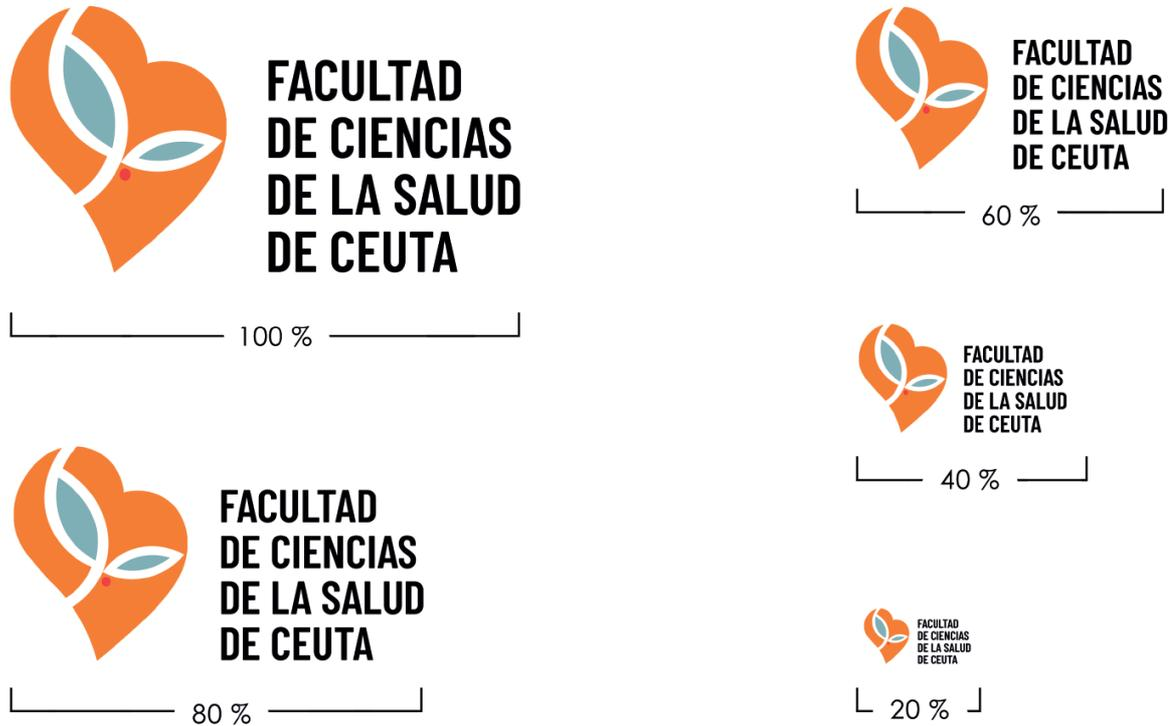 FACULTAD
DE CIENCIAS
DE LA SALUD
DE CEUTA
100 %
FACULTAD
DE CIENCIAS
DE LA SALUD
DE CEUTA
80 %
FACULTAD
DE CIENCIAS
DE LA SALUD
DE CEUTA
60 %
FACULTAD
DE CIENCIAS
DE LA SALUD
DE CEUTA
40 %
FACULTAD
DE CIENCIAS
DE LA SALUD
DE CEUTA
20 %